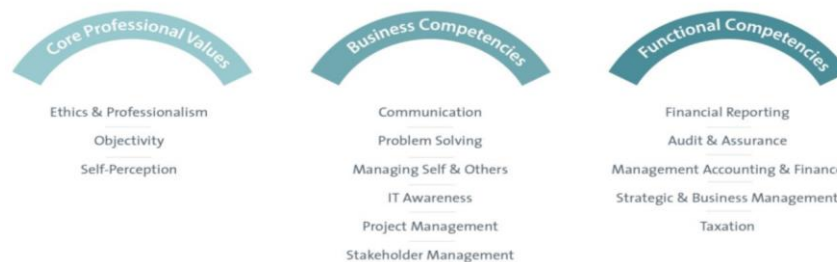 Core Professional Values
Ethics & Professionalism
Objectivity
Self-Perception
Business Competencies
Communication
Problem Solving
Managing Self & Others
IT Awareness
Project Management
Stakeholder Management
Functional Competencies
Financial Reporting
Audit & Assurance
Management Accounting & Finance
Strategic & Business Management
Taxation